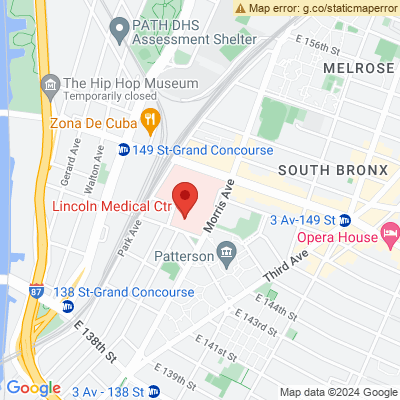 Map error: g.co/staticmaperror
PATH DHS
Assessment Shelter
E 156th St
MELROSE
The Hip Hop Museum
Temporarily closed
Zona De Cuba
149 St-Grand Concourse
Gerard Ave
Walton Ave
SOUTH BRONX
Lincoln Medical Ctr
Morris Ave
Park Ave
3 Av-149 St
Opera House
Patterson
Third Ave
87
138 St-Grand Concourse
E 138th St
E 144th St
E 143rd St
E 141st St
E 139th St
3 Av - 138 St
Google
Map data ©2024 Google